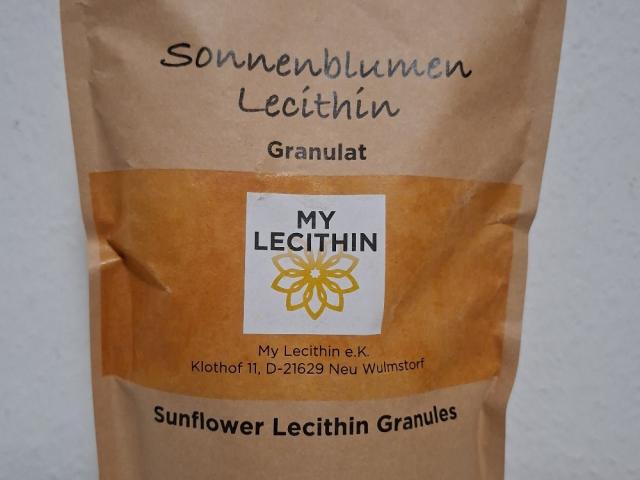 Sonnenblumen
Lecithin
Granulat
MY
LECITHIN
My Lecithin e.K.
Klothof 11, D-21629 Neu Wulmstorf
Sunflower Lecithin Granules